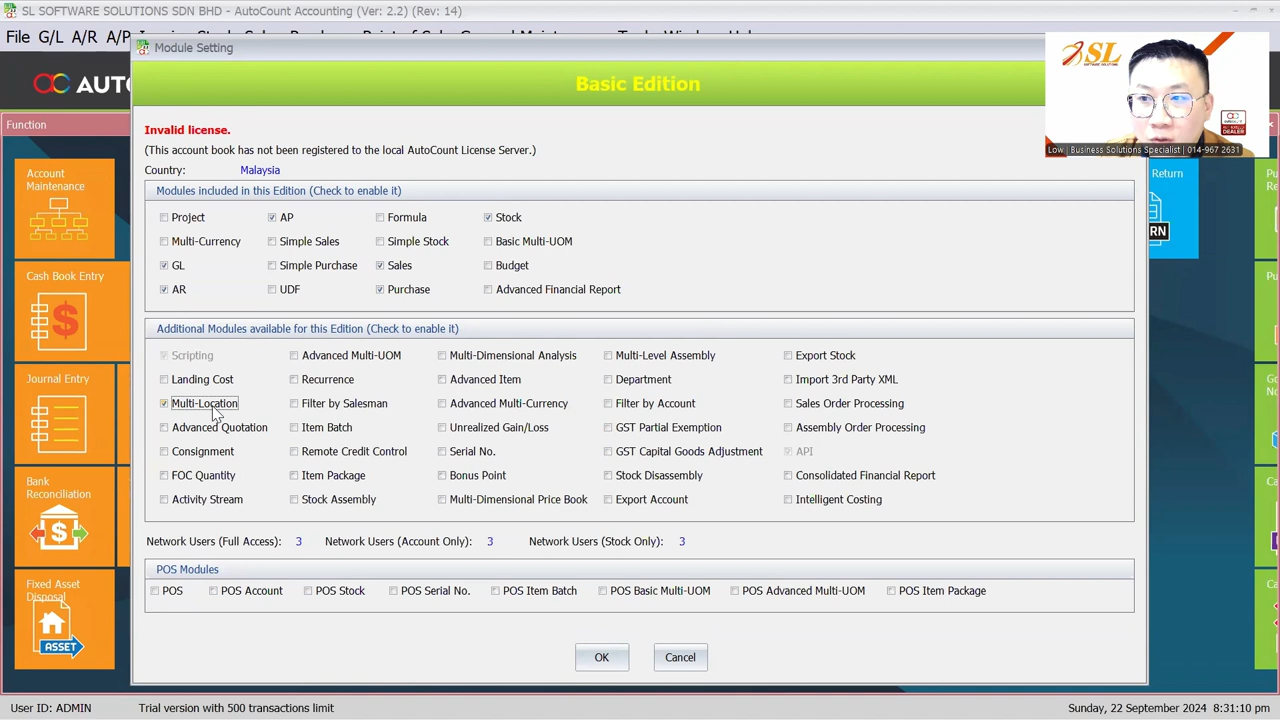 SL SOFTWARE SOLUTIONS SDN BHD - AutoCount Accounting (Ver: 2.2) (Rev: 14)
File G/L A/R A/P
Module Setting
AUTO
Basic Edition
SL
SOFTWARE SOLUTIONS
Low | Business Solutions Specialist | 014-967 2631
Function
Invalid license.
(This account book has not been registered to the local AutoCount License Server.)
Country: Malaysia
Modules included in this Edition (Check to enable it)
Project AP Formula Stock
Multi-Currency Simple Sales Simple Stock Basic Multi-UOM
GL Simple Purchase Sales Budget
AR UDF Purchase Advanced Financial Report
Additional Modules available for this Edition (Check to enable it)
Scripting Advanced Multi-UOM Multi-Dimensional Analysis Multi-Level Assembly Export Stock
Landing Cost Recurrence Advanced Item Department Import 3rd Party XML
Multi-Location Filter by Salesman Advanced Multi-Currency Filter by Account Sales Order Processing
Advanced Quotation Item Batch Unrealized Gain/Loss GST Partial Exemption Assembly Order Processing
Consignment Remote Credit Control Serial No. GST Capital Goods Adjustment API
FOC Quantity Item Package Bonus Point Stock Disassembly Consolidated Financial Report
Activity Stream Stock Assembly Multi-Dimensional Price Book Export Account Intelligent Costing
Network Users (Full Access): 3 Network Users (Account Only): 3 Network Users (Stock Only): 3
POS Modules
POS POS Account POS Stock POS Serial No. POS Item Batch POS Basic Multi-UOM POS Advanced Multi-UOM POS Item Package
OK Cancel
Account
Maintenance
Cash Book Entry
Journal Entry
Bank
Reconciliation
Fixed Asset
Disposal
ASSET
Return
RN
User ID: ADMIN Trial version with 500 transactions limit Sunday, 22 September 2024 8:31:10 pm